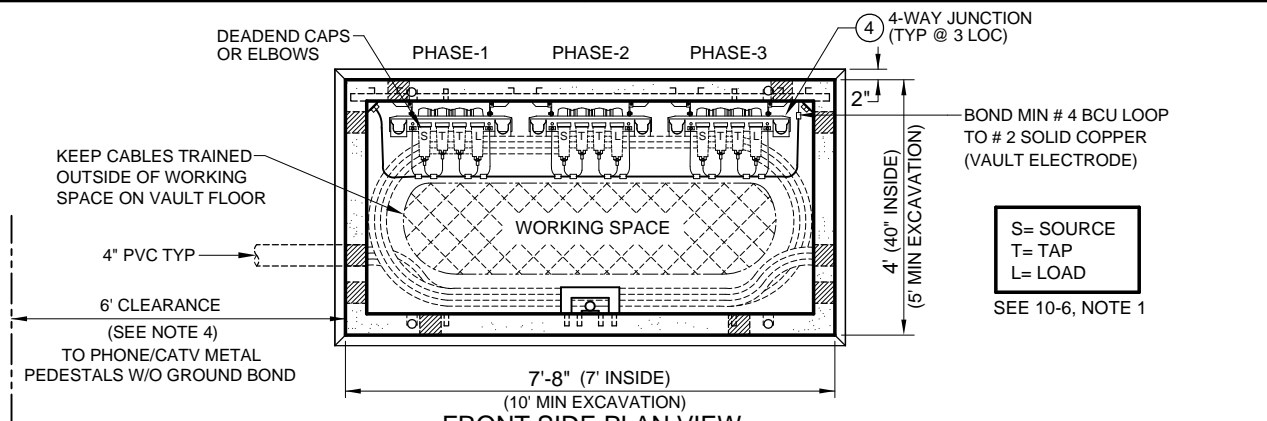 DEADEND CAPS
OR ELBOWS
PHASE-1
PHASE-2
PHASE-3
4
4-WAY JUNCTION
(TYP @ 3 LOC)
2"
BOND MIN # 4 BCU LOOP
TO # 2 SOLID COPPER
(VAULT ELECTRODE)
S T T L
S T T L
S T T L
KEEP CABLES TRAINED
OUTSIDE OF WORKING
SPACE ON VAULT FLOOR
WORKING SPACE
4' (40" INSIDE)
(5' MIN EXCAVATION)
S= SOURCE
T= TAP
L= LOAD
SEE 10-6, NOTE 1
4" PVC TYP
6' CLEARANCE
(SEE NOTE 4)
TO PHONE/CATV METAL
PEDESTALS W/O GROUND BOND
7'-8" (7' INSIDE)
(10' MIN EXCAVATION)
FRONT SIDE PLAN VIEW